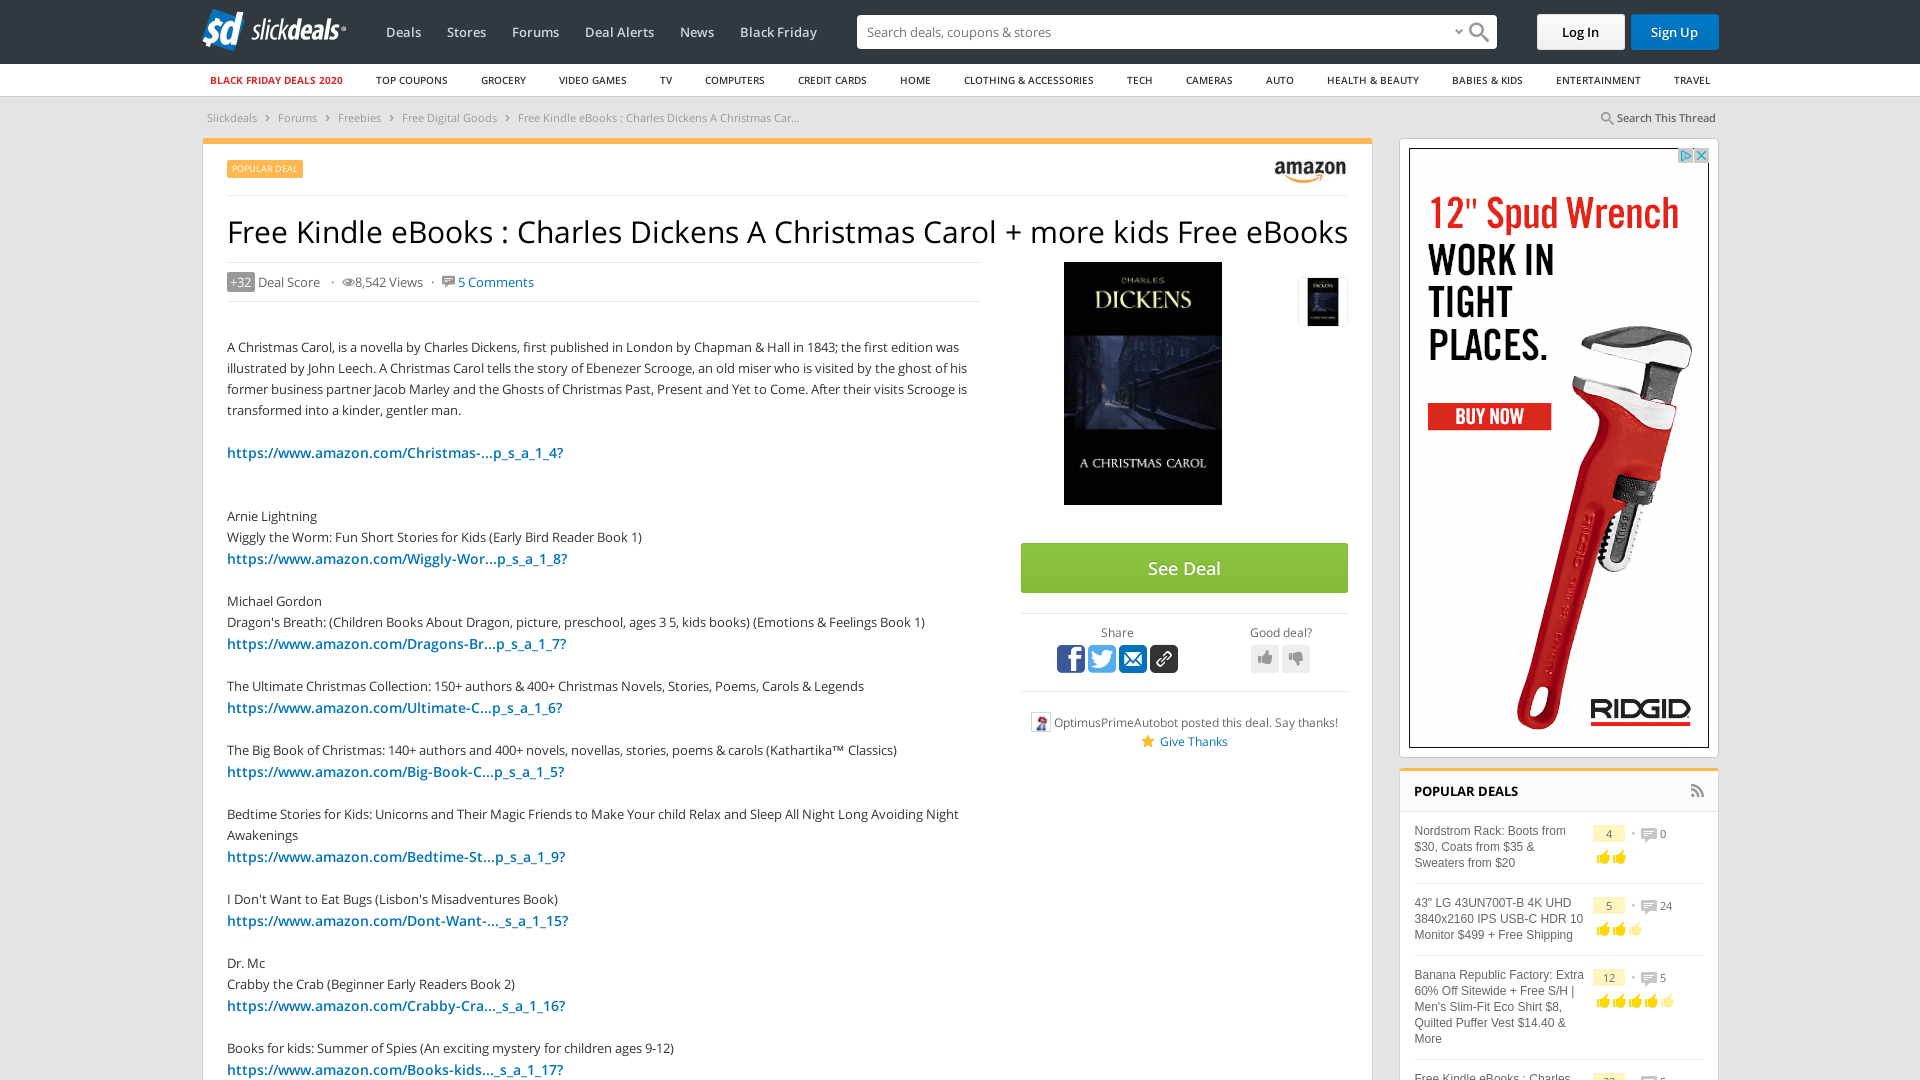 slickdeals
Deals
Stores
Forums
Deal Alerts
News
Black Friday
Search deals, coupons & stores
Log In
Sign Up
BLACK FRIDAY DEALS 2020
TOP COUPONS
GROCERY
VIDEO GAMES
TV
COMPUTERS
CREDIT CARDS
HOME
CLOTHING & ACCESSORIES
TECH
CAMERAS
AUTO
HEALTH & BEAUTY
BABIES & KIDS
ENTERTAINMENT
TRAVEL
Slickdeals > Forums > Freebies > Free Digital Goods > Free Kindle eBooks : Charles Dickens A Christmas Car...
Search This Thread
POPULAR DEAL
amazon
Free Kindle eBooks : Charles Dickens A Christmas Carol + more kids Free eBooks
+32 Deal Score · 8,542 Views · 5 Comments
A Christmas Carol, is a novella by Charles Dickens, first published in London by Chapman & Hall in 1843; the first edition was
illustrated by John Leech. A Christmas Carol tells the story of Ebenezer Scrooge, an old miser who is visited by the ghost of his
former business partner Jacob Marley and the Ghosts of Christmas Past, Present and Yet to Come. After their visits Scrooge is
transformed into a kinder, gentler man.
https://www.amazon.com/Christmas-...p_s_a_1_4?
Arnie Lightning
Wiggly the Worm: Fun Short Stories for Kids (Early Bird Reader Book 1)
https://www.amazon.com/Wiggly-Wor...p_s_a_1_8?
Michael Gordon
Dragon's Breath: (Children Books About Dragon, picture, preschool, ages 3 5, kids books) (Emotions & Feelings Book 1)
https://www.amazon.com/Dragons-Br...p_s_a_1_7?
The Ultimate Christmas Collection: 150+ authors & 400+ Christmas Novels, Stories, Poems, Carols & Legends
https://www.amazon.com/Ultimate-C...p_s_a_1_6?
The Big Book of Christmas: 140+ authors and 400+ novels, novellas, stories, poems & carols (Kathartika™ Classics)
https://www.amazon.com/Big-Book-C...p_s_a_1_5?
Bedtime Stories for Kids: Unicorns and Their Magic Friends to Make Your child Relax and Sleep All Night Long Avoiding Night
Awakenings
https://www.amazon.com/Bedtime-St...p_s_a_1_9?
I Don't Want to Eat Bugs (Lisbon's Misadventures Book)
https://www.amazon.com/Dont-Want-..._s_a_1_15?
Dr. Mc
Crabby the Crab (Beginner Early Readers Book 2)
https://www.amazon.com/Crabby-Cra..._s_a_1_16?
Books for kids: Summer of Spies (An exciting mystery for children ages 9-12)
https://www.amazon.com/Books-kids..._s_a_1_17?
CHARLES
DICKENS
A CHRISTMAS CAROL
See Deal
Share
Good deal?
OptimusPrimeAutobot posted this deal. Say thanks!
Give Thanks
12" Spud Wrench
WORK IN
TIGHT
PLACES.
BUY NOW
RIDGID
POPULAR DEALS
Nordstrom Rack: Boots from
$30, Coats from $35 &
Sweaters from $20
4 • 0
43" LG 43UN700T-B 4K UHD
3840x2160 IPS USB-C HDR 10
Monitor $499 + Free Shipping
5 • 24
Banana Republic Factory: Extra
60% Off Sitewide + Free S/H |
Men's Slim-Fit Eco Shirt $8,
Quilted Puffer Vest $14.40 &
More
12 • 5
Free Kindle eBooks : Charles